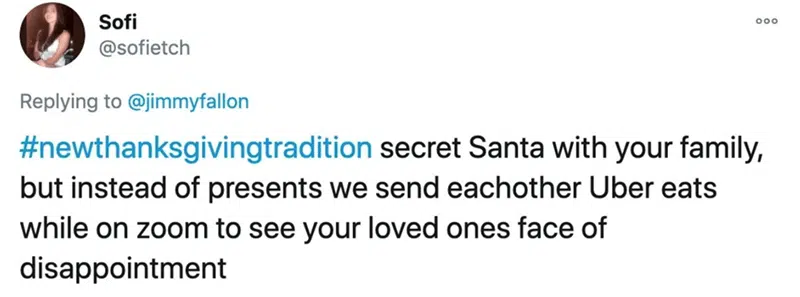 Sofi
@sofietch
Replying to @jimmyfallon
#newthanksgivingtradition secret Santa with your family,
but instead of presents we send eachother Uber eats
while on zoom to see your loved ones face of
disappointment